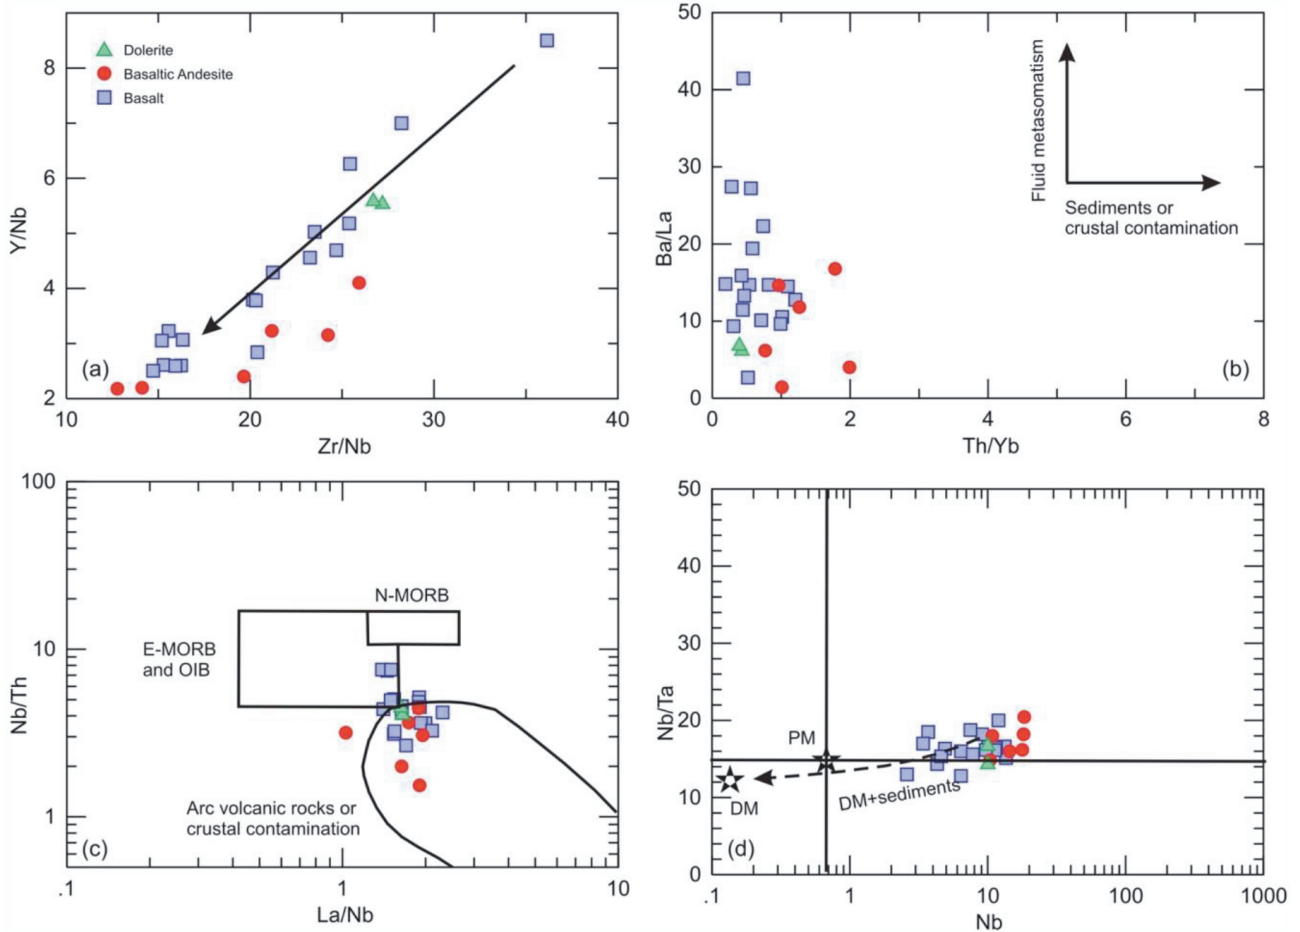 8
6
4
2
Y/Nb
Dolerite
Basaltic Andesite
Basalt
(a)
10
20
30
40
Zr/Nb
50
40
30
20
10
0
Ba/La
Fluid metasomatism
Sediments or
crustal contamination
(b)
0
2
4
6
8
Th/Yb
100
10
1
Nb/Th
N-MORB
E-MORB
and OIB
Arc volcanic rocks or
crustal contamination
(c)
.1
1
10
La/Nb
50
40
30
20
10
0
Nb/Ta
PM
DM
DM+sediments
(d)
.1
1
10
100
1000
Nb